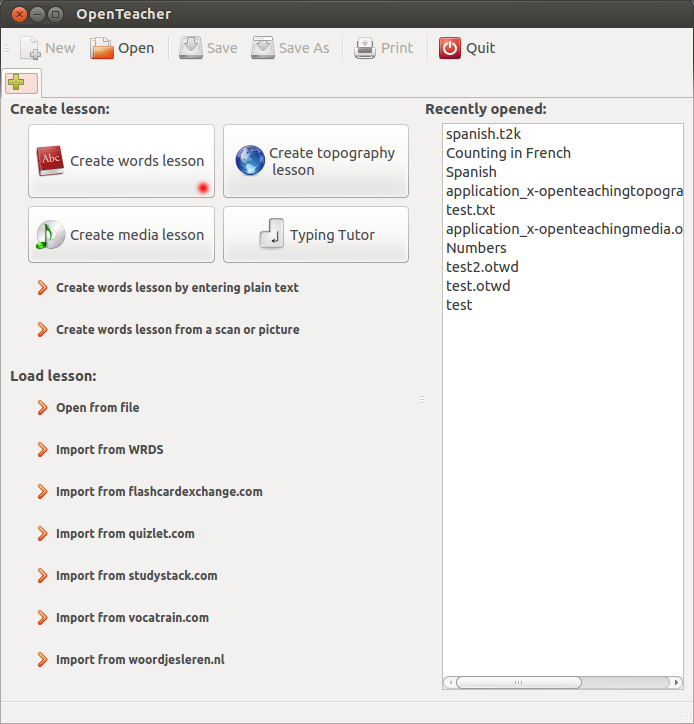 OpenTeacher
New Open Save Save As Print Quit
Create lesson:
Abc
Create words lesson
Create topography
lesson
Create media lesson
Typing Tutor
Create words lesson by entering plain text
Create words lesson from a scan or picture
Load lesson:
Open from file
Import from WRDS
Import from flashcardexchange.com
Import from quizlet.com
Import from studystack.com
Import from vocatrain.com
Import from woordjesleren.nl
Recently opened:
spanish.t2k
Counting in French
Spanish
application_x-openteachingtopogra
test.txt
application_x-openteachingmedia.o
Numbers
test2.otwd
test.otwd
test